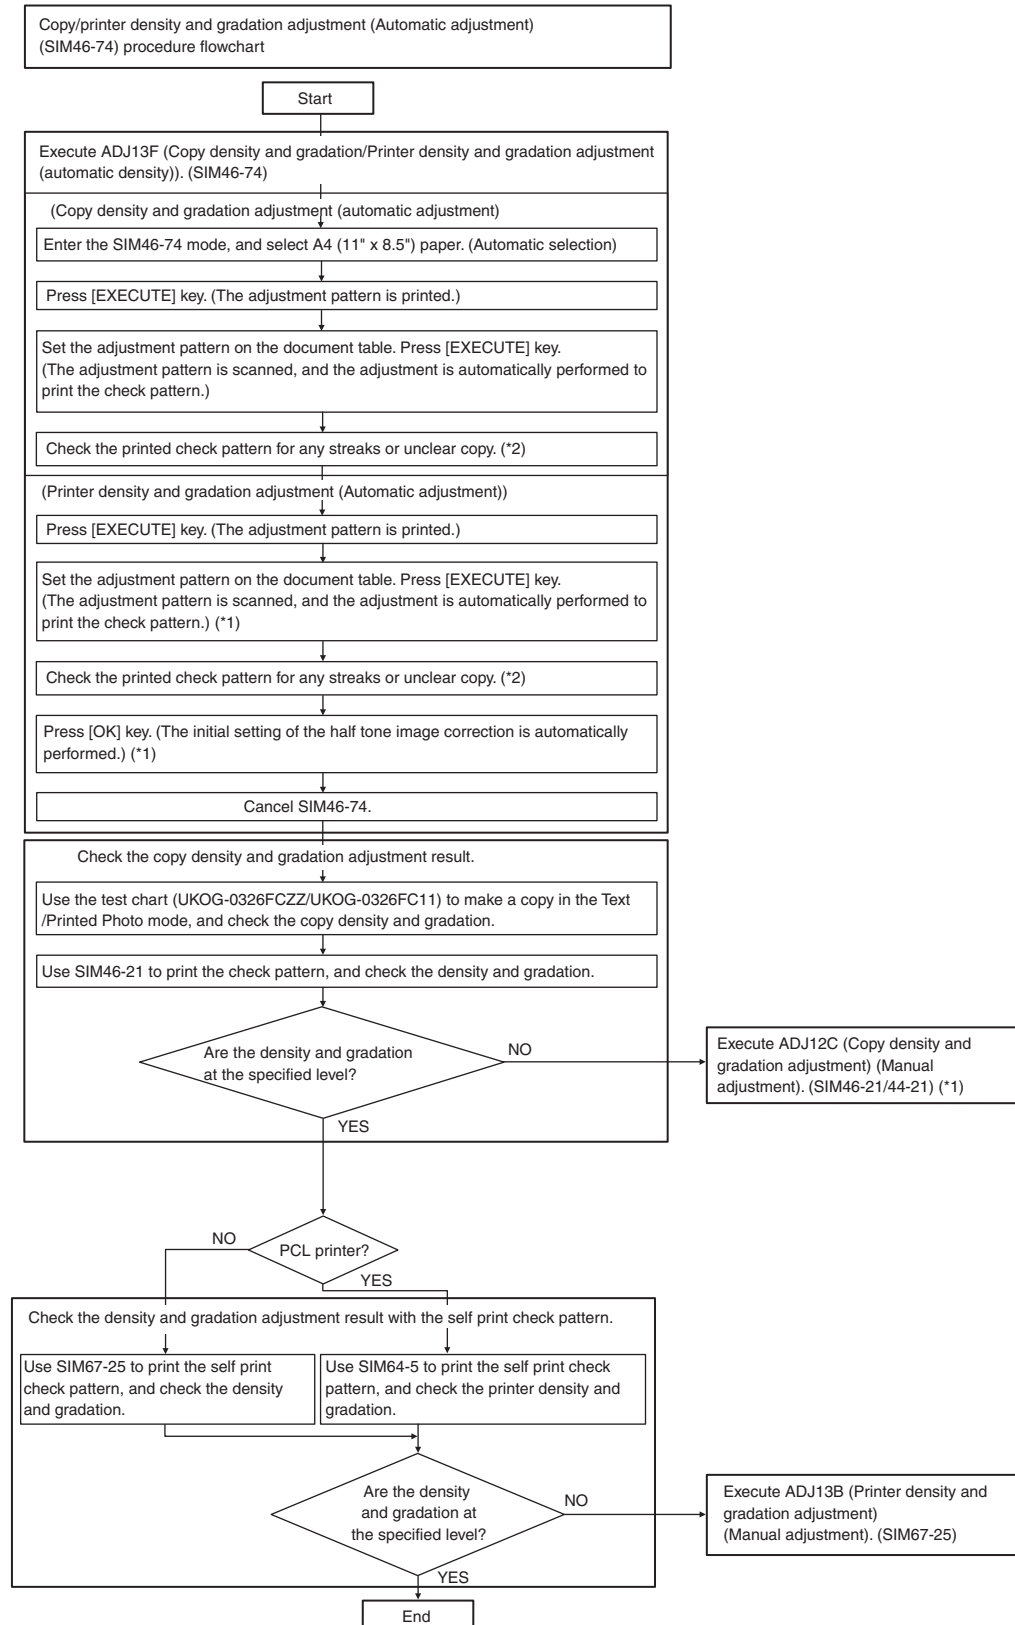 Copy/printer density and gradation adjustment (Automatic adjustment)
(SIM46-74) procedure flowchart
Start
Execute ADJ13F (Copy density and gradation/Printer density and gradation adjustment
(automatic density)). (SIM46-74)
(Copy density and gradation adjustment (automatic adjustment)
Enter the SIM46-74 mode, and select A4 (11" x 8.5") paper. (Automatic selection)
Press [EXECUTE] key. (The adjustment pattern is printed.)
Set the adjustment pattern on the document table. Press [EXECUTE] key.
(The adjustment pattern is scanned, and the adjustment is automatically performed to
print the check pattern.)
Check the printed check pattern for any streaks or unclear copy. (*2)
(Printer density and gradation adjustment (Automatic adjustment))
Press [EXECUTE] key. (The adjustment pattern is printed.)
Set the adjustment pattern on the document table. Press [EXECUTE] key.
(The adjustment pattern is scanned, and the adjustment is automatically performed to
print the check pattern.) (*1)
Check the printed check pattern for any streaks or unclear copy. (*2)
Press [OK] key. (The initial setting of the half tone image correction is automatically
performed.) (*1)
Cancel SIM46-74.
Check the copy density and gradation adjustment result.
Use the test chart (UKOG-0326FCZZ/UKOG-0326FC11) to make a copy in the Text
/Printed Photo mode, and check the copy density and gradation.
Use SIM46-21 to print the check pattern, and check the density and gradation.
Are the density and gradation
at the specified level?
NO
Execute ADJ12C (Copy density and
gradation adjustment) (Manual
adjustment). (SIM46-21/44-21) (*1)
YES
NO
PCL printer?
YES
Check the density and gradation adjustment result with the self print check pattern.
Use SIM67-25 to print the self print
check pattern, and check the density
and gradation.
Use SIM64-5 to print the self print check
pattern, and check the printer density and
gradation.
Are the density
and gradation at
the specified level?
NO
Execute ADJ13B (Printer density and
gradation adjustment)
(Manual adjustment). (SIM67-25)
YES
End